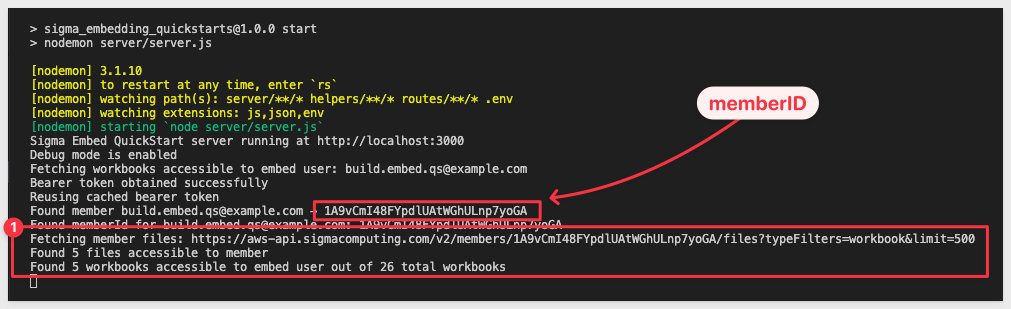 > sigma_embedding_quickstarts@1.0.0 start
> nodemon server/server.js
[nodemon] 3.1.10
[nodemon] to restart at any time, enter `rs`
[nodemon] watching path(s): server/**/* helpers/**/* routes/**/* .env
[nodemon] watching extensions: js,json,env
[nodemon] starting `node server/server.js`
memberID
Sigma Embed QuickStart server running at http://localhost:3000
Debug mode is enabled
Fetching workbooks accessible to embed user: build.embed.qs@example.com
Bearer token obtained successfully
Reusing cached bearer token
Found member build.embed.qs@example.com → 1A9vCmI48FYpdlUAtWGhULnp7yoGA
Found memberId for build.embed.qs@example.com: 1A9vCmI48FYpdlUAtWGhULnp7yoGA
1
Fetching member files: https://aws-api.sigmacomputing.com/v2/members/1A9vCmI48FYpdlUAtWGhULnp7yoGA/files?typeFilters=workbook&limit=500
Found 5 files accessible to member
Found 5 workbooks accessible to embed user out of 26 total workbooks